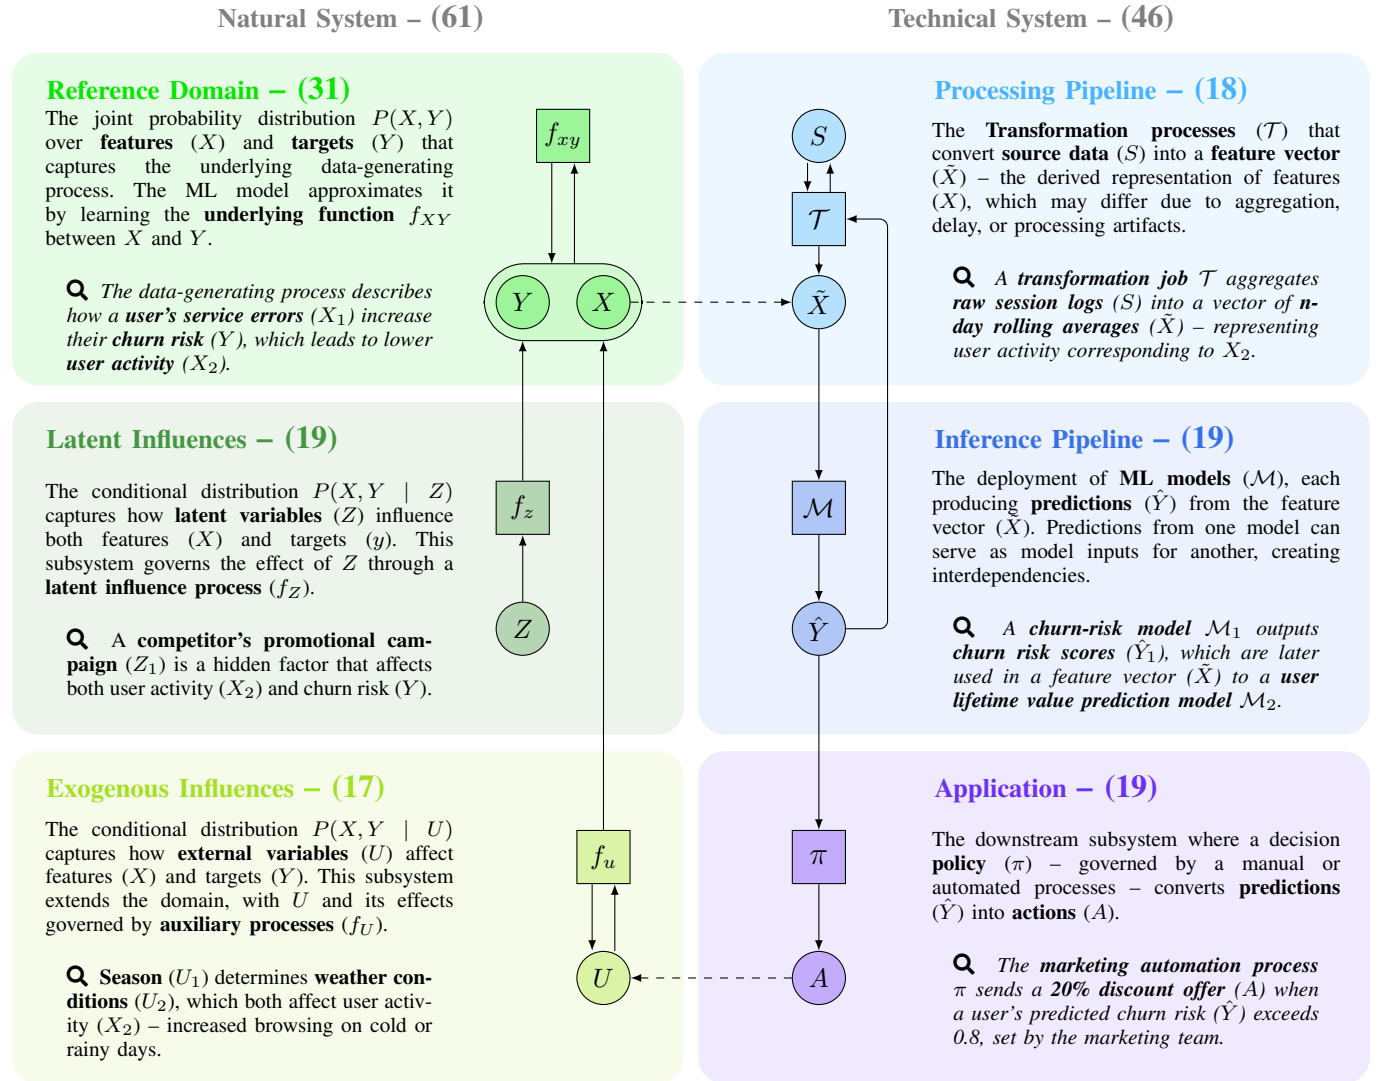 Natural System – (61)
Technical System – (46)
Reference Domain – (31)
The joint probability distribution P(X, Y)
over features (X) and targets (Y) that
captures the underlying data-generating
process. The ML model approximates it
by learning the underlying function f_XY
between X and Y.
The data-generating process describes
how a user's service errors (X₁) increase
their churn risk (Y), which leads to lower
user activity (X₂).
f_xy
Y
X
Processing Pipeline – (18)
The Transformation processes (𝒯) that
convert source data (S) into a feature vector
(X̃) – the derived representation of features
(X), which may differ due to aggregation,
delay, or processing artifacts.
A transformation job 𝒯 aggregates
raw session logs (S) into a vector of n-
day rolling averages (X̃) – representing
user activity corresponding to X₂.
S
𝒯
X̃
Latent Influences – (19)
The conditional distribution P(X, Y | Z)
captures how latent variables (Z) influence
both features (X) and targets (y). This
subsystem governs the effect of Z through a
latent influence process (f_Z).
A competitor's promotional cam-
paign (Z₁) is a hidden factor that affects
both user activity (X₂) and churn risk (Y).
f_z
Z
Inference Pipeline – (19)
The deployment of ML models (ℳ), each
producing predictions (Ŷ) from the feature
vector (X̃). Predictions from one model can
serve as model inputs for another, creating
interdependencies.
A churn-risk model ℳ₁ outputs
churn risk scores (Ŷ₁), which are later
used in a feature vector (X̃) to a user
lifetime value prediction model ℳ₂.
ℳ
Ŷ
Exogenous Influences – (17)
The conditional distribution P(X, Y | U)
captures how external variables (U) affect
features (X) and targets (Y). This subsystem
extends the domain, with U and its effects
governed by auxiliary processes (f_U).
Season (U₁) determines weather con-
ditions (U₂), which both affect user activ-
ity (X₂) – increased browsing on cold or
rainy days.
f_u
U
Application – (19)
The downstream subsystem where a decision
policy (π) – governed by a manual or
automated processes – converts predictions
(Ŷ) into actions (A).
The marketing automation process
π sends a 20% discount offer (A) when
a user's predicted churn risk (Ŷ) exceeds
0.8, set by the marketing team.
π
A